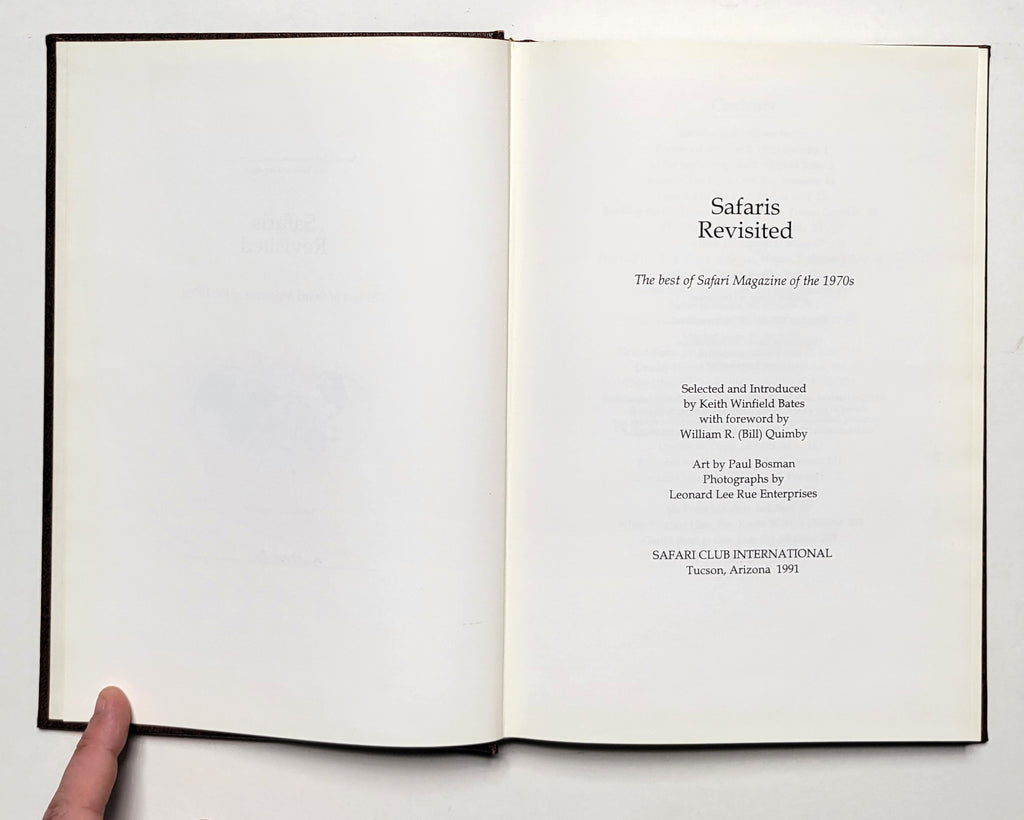 Safaris
Revisited
The best of Safari Magazine of the 1970s
Selected and Introduced
by Keith Winfield Bates
with foreword by
William R. (Bill) Quimby
Art by Paul Bosman
Photographs by
Leonard Lee Rue Enterprises
SAFARI CLUB INTERNATIONAL
Tucson, Arizona 1991